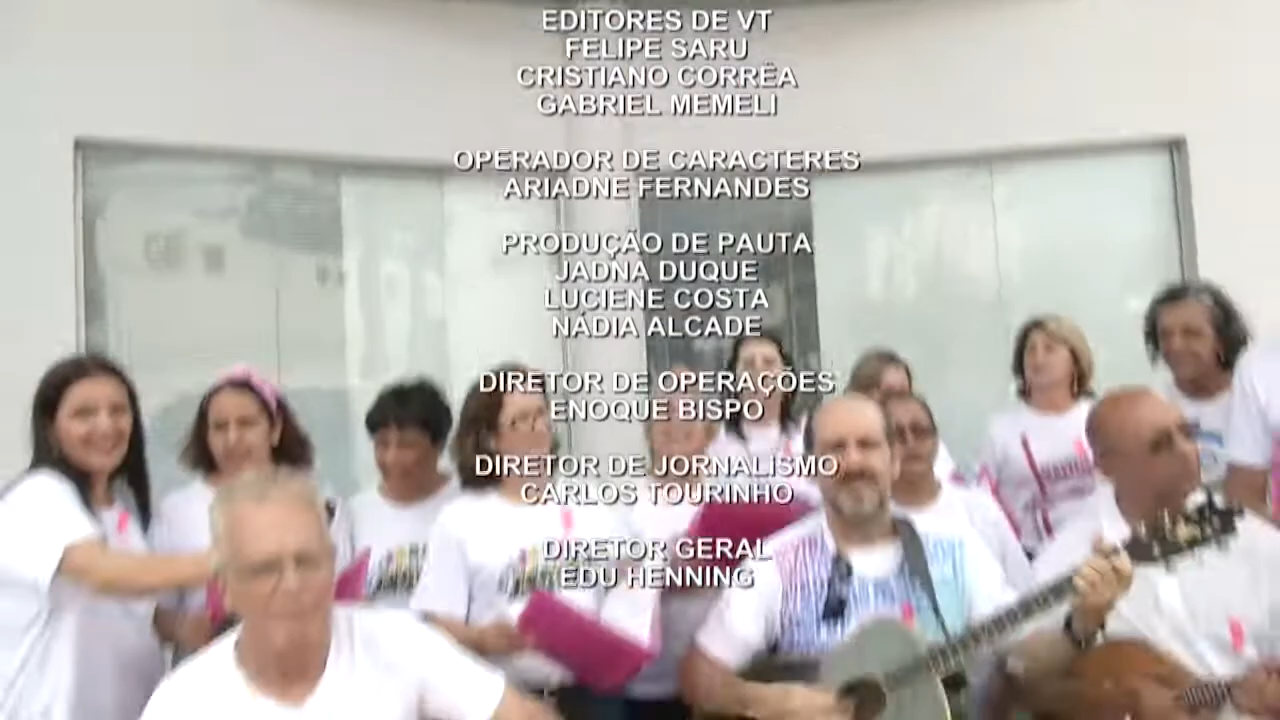 EDITORES DE VT
FELIPE SARU
CRISTIANO CORRÊA
GABRIEL MEMELI
OPERADOR DE CARACTERES
ARIADNE FERNANDES
PRODUÇÃO DE PAUTA
JADNA DUQUE
LUCIENE COSTA
NÁDIA ALCADE
DIRETOR DE OPERAÇÕES
ENOQUE BISPO
DIRETOR DE JORNALISMO
CARLOS TOURINHO
DIRETOR GERAL
EDU HENNING